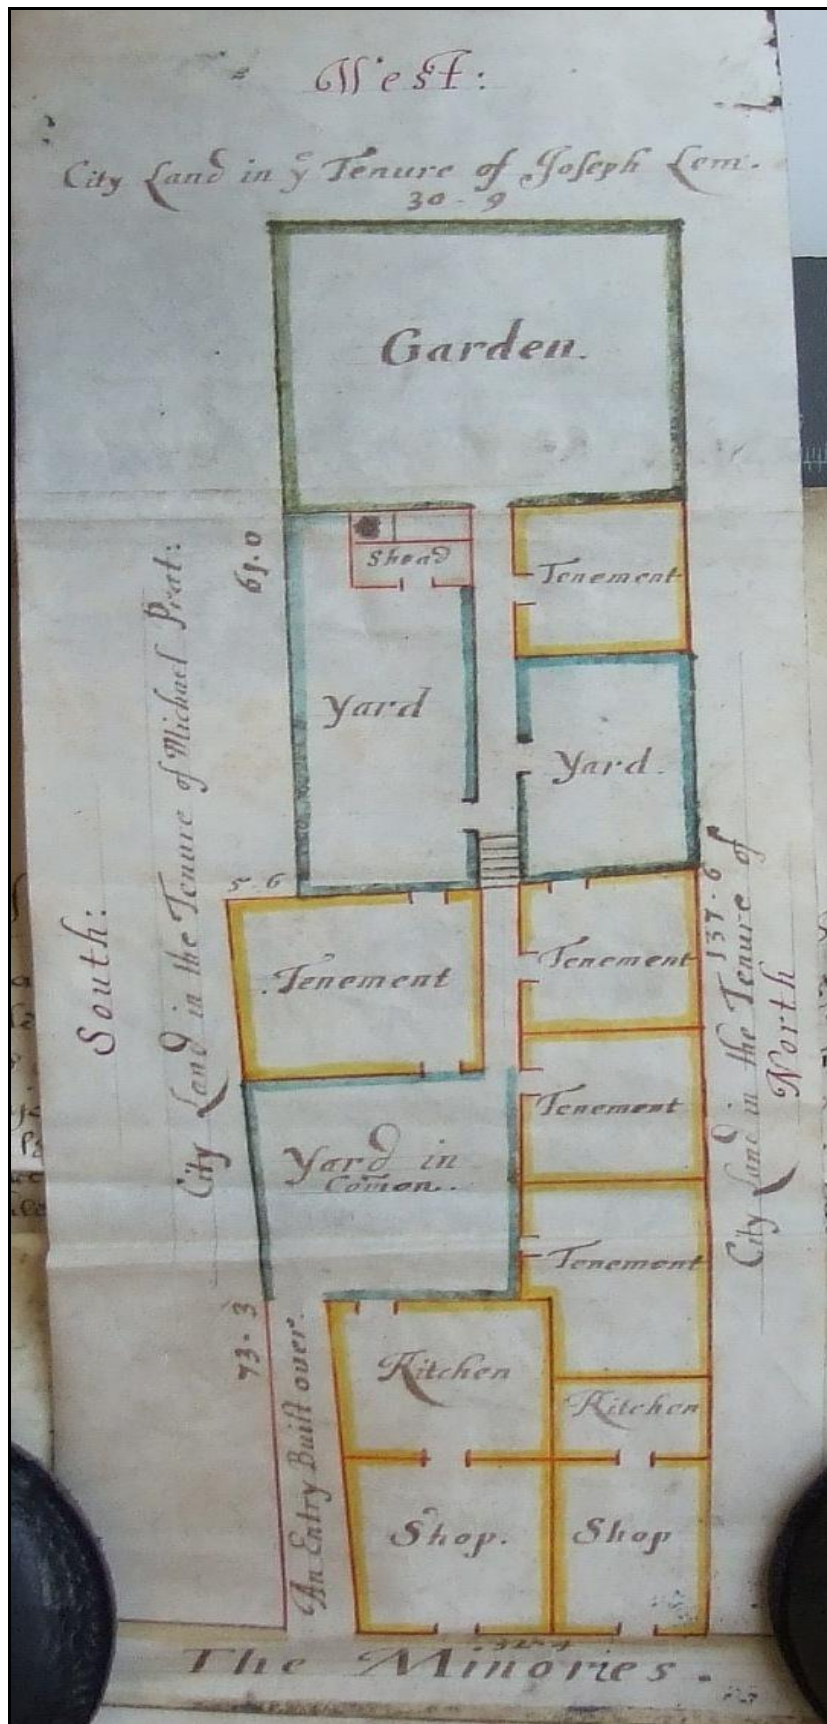 West:
City Land in yᵉ Tenure of Joseph Lem.
30 - 9
Garden.
61.0
Shead
Tenement
Yard
Yard.
City Land in the Tenure of Michael Prat:
South:
5.6
Tenement
Tenement
137.6
City Land in the Tenure of
North
Tenement
Yard in
Comon.
Tenement
73.3
An Entry Built over.
Kitchen
Kitchen
Shop.
Shop
The Minories.